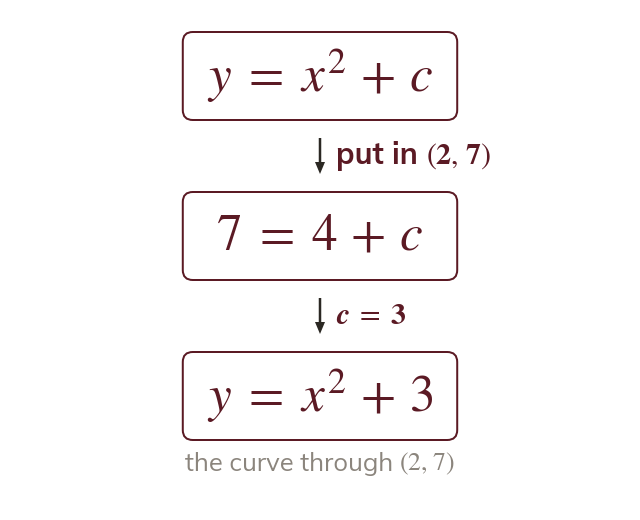 y = x² + c
put in (2, 7)
7 = 4 + c
c = 3
y = x² + 3
the curve through (2, 7)